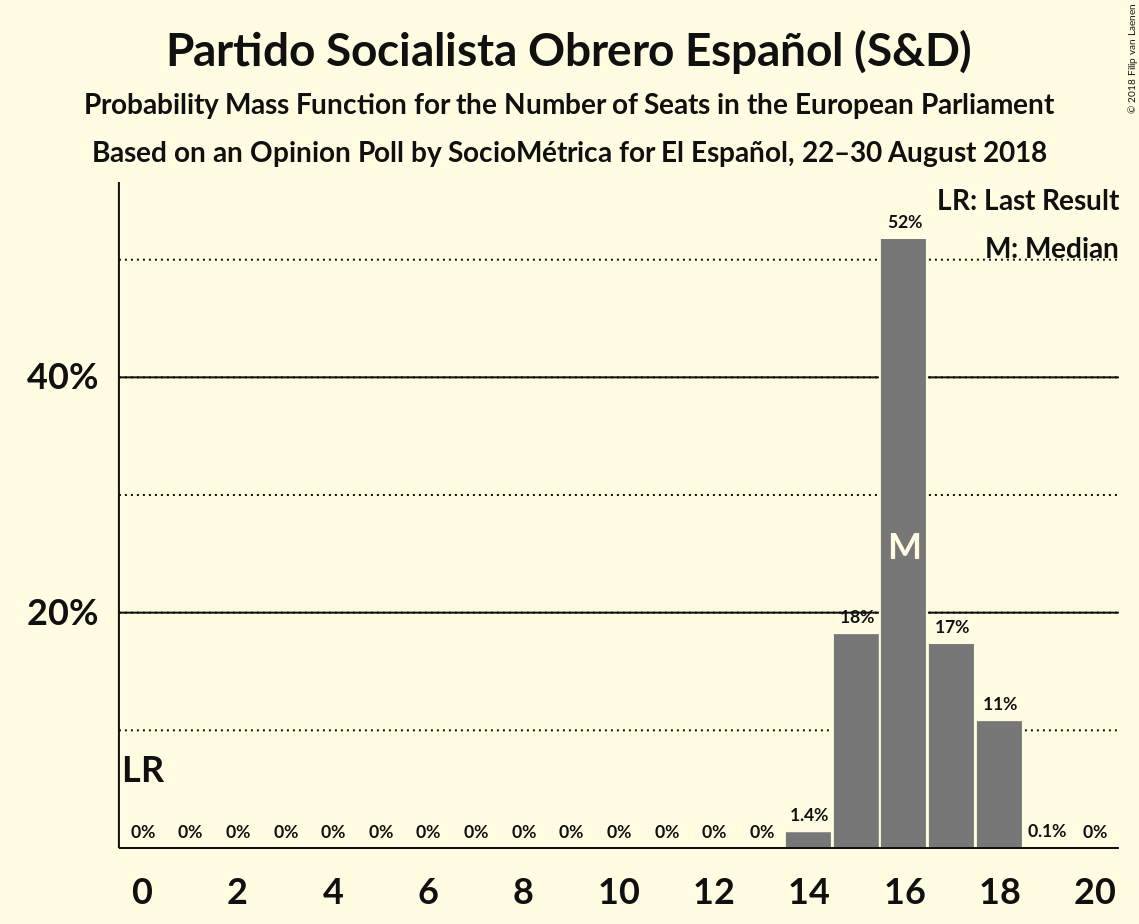 Partido Socialista Obrero Español (S&D)
Probability Mass Function for the Number of Seats in the European Parliament
Based on an Opinion Poll by SocioMétrica for El Español, 22–30 August 2018
© 2018 Filip van Laenen
LR: Last Result
M: Median
52%
40%
M
20%
18%
17%
11%
LR
1.4%
0% 0% 0% 0% 0% 0% 0% 0% 0% 0% 0% 0% 0% 0% 0.1% 0%
0 2 4 6 8 10 12 14 16 18 20